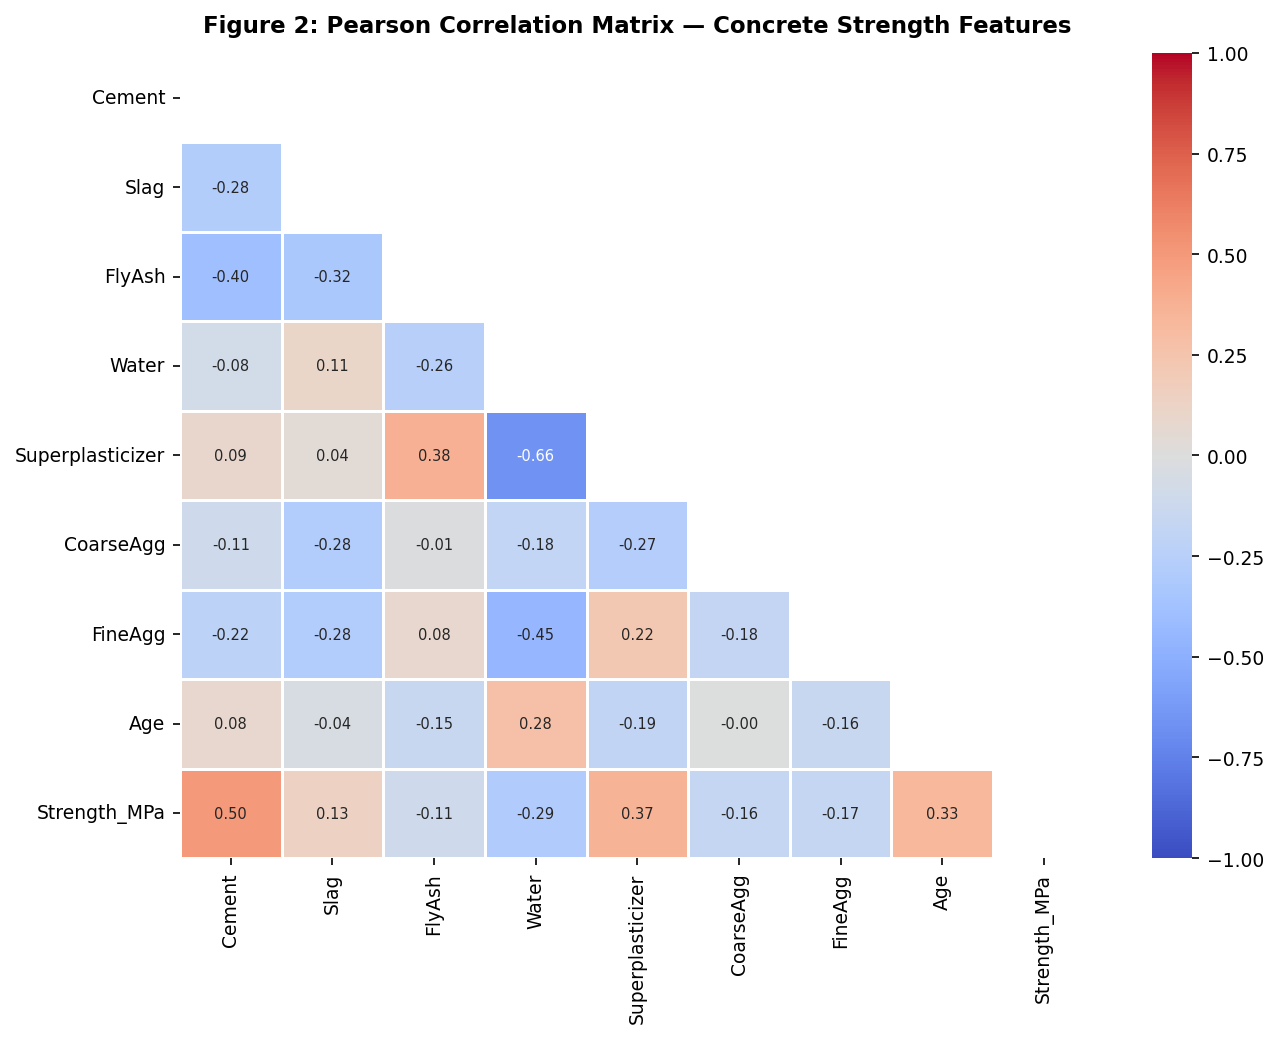 Figure 2: Pearson Correlation Matrix — Concrete Strength Features
Cement
Slag -0.28
FlyAsh -0.40 -0.32
Water -0.08 0.11 -0.26
Superplasticizer 0.09 0.04 0.38 -0.66
CoarseAgg -0.11 -0.28 -0.01 -0.18 -0.27
FineAgg -0.22 -0.28 0.08 -0.45 0.22 -0.18
Age 0.08 -0.04 -0.15 0.28 -0.19 -0.00 -0.16
Strength_MPa 0.50 0.13 -0.11 -0.29 0.37 -0.16 -0.17 0.33
Cement
Slag
FlyAsh
Water
Superplasticizer
CoarseAgg
FineAgg
Age
Strength_MPa
1.00
0.75
0.50
0.25
0.00
−0.25
−0.50
−0.75
−1.00